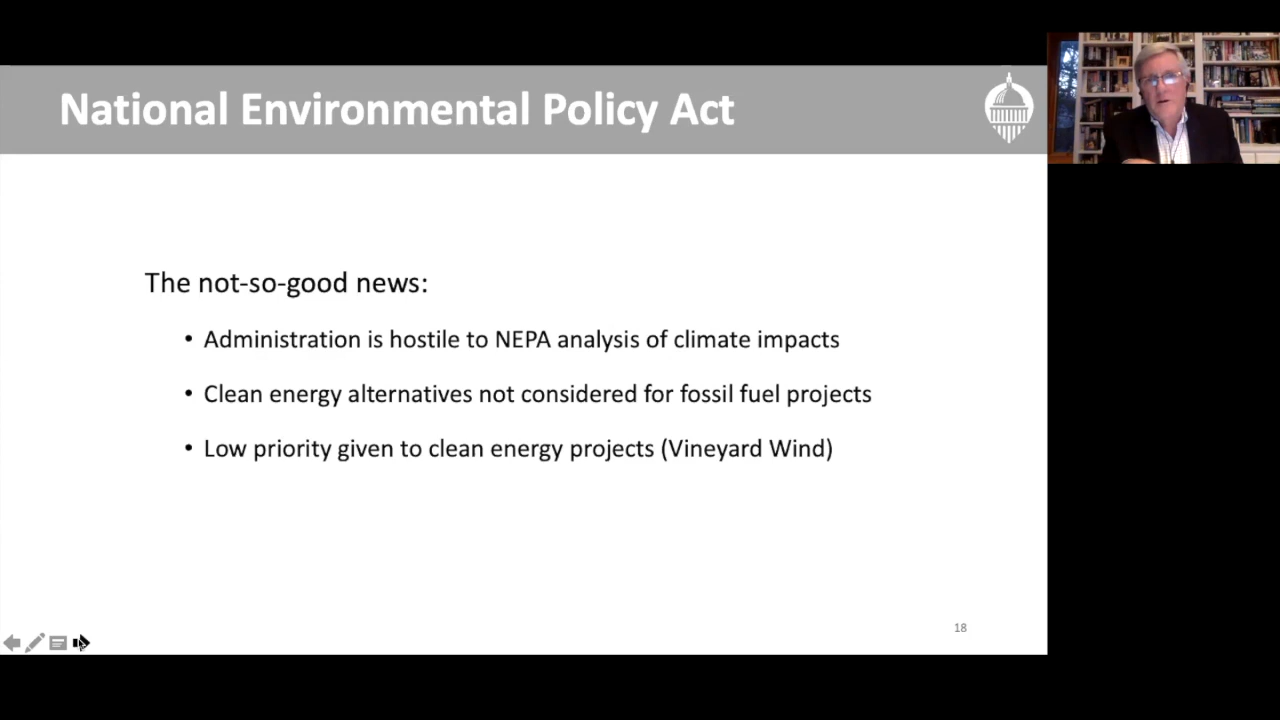 National Environmental Policy Act
The not-so-good news:
• Administration is hostile to NEPA analysis of climate impacts
• Clean energy alternatives not considered for fossil fuel projects
• Low priority given to clean energy projects (Vineyard Wind)
18